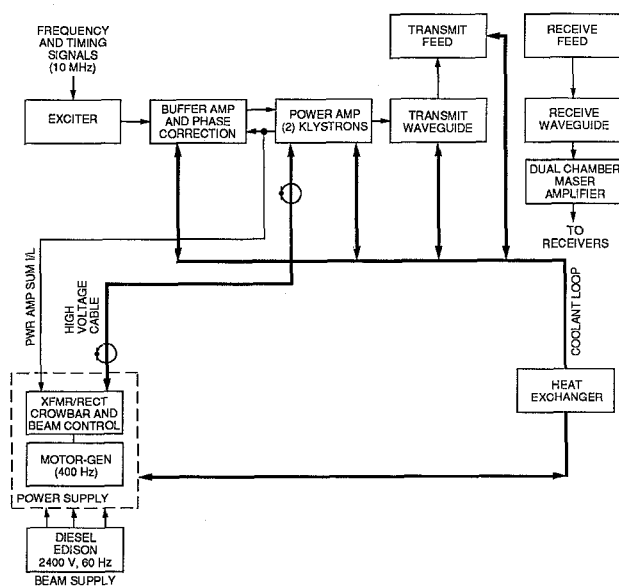 FREQUENCY
AND TIMING
SIGNALS
(10 MHz)
EXCITER
BUFFER AMP
AND PHASE
CORRECTION
POWER AMP
(2) KLYSTRONS
TRANSMIT
FEED
TRANSMIT
WAVEGUIDE
RECEIVE
FEED
RECEIVE
WAVEGUIDE
DUAL CHAMBER
MASER
AMPLIFIER
TO
RECEIVERS
PWR AMP SUM I/L
HIGH
VOLTAGE
CABLE
COOLANT LOOP
HEAT
EXCHANGER
XFMR/RECT
CROWBAR AND
BEAM CONTROL
MOTOR-GEN
(400 Hz)
POWER SUPPLY
DIESEL
EDISON
2400 V, 60 Hz
BEAM SUPPLY